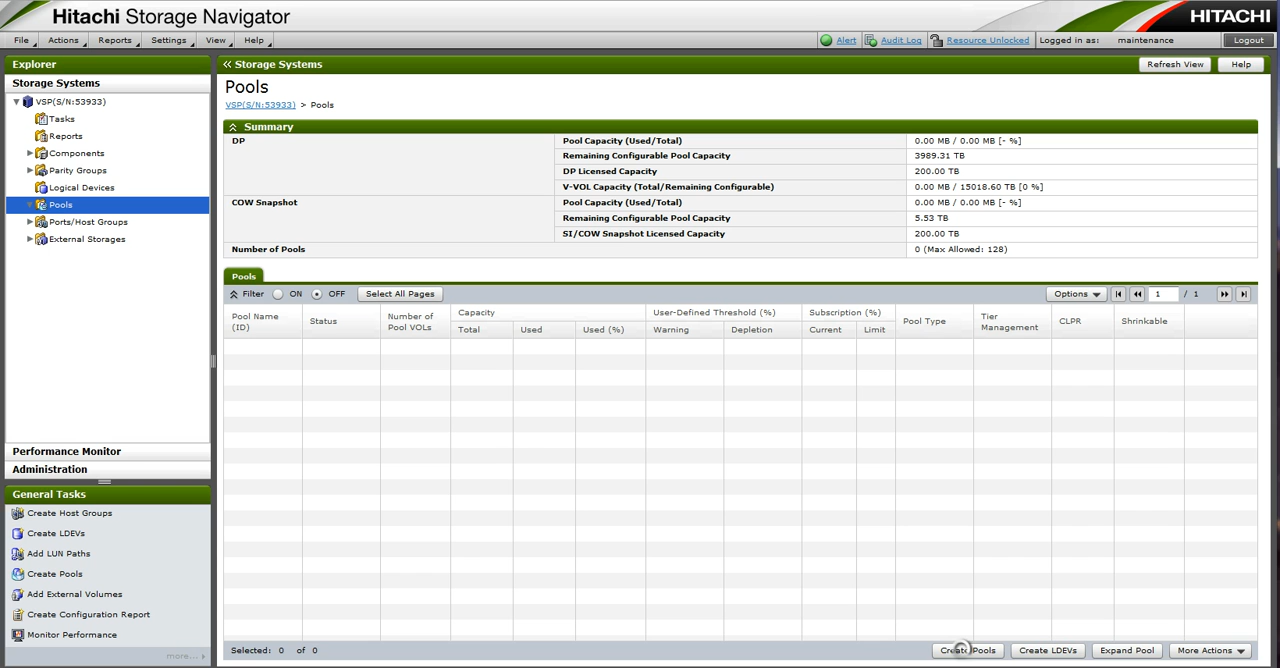 Hitachi Storage Navigator
HITACHI
File Actions Reports Settings View Help
Alert Audit Log Resource Unlocked Logged in as: maintenance Logout
Explorer
Storage Systems
VSP(S/N:53933)
Tasks
Reports
Components
Parity Groups
Logical Devices
Pools
Ports/Host Groups
External Storages
Performance Monitor
Administration
General Tasks
Create Host Groups
Create LDEVs
Add LUN Paths
Create Pools
Add External Volumes
Create Configuration Report
Monitor Performance
more...
Storage Systems Refresh View Help
Pools
VSP(S/N:53933) > Pools
Summary
DP Pool Capacity (Used/Total) 0.00 MB / 0.00 MB [- %]
Remaining Configurable Pool Capacity 3989.31 TB
DP Licensed Capacity 200.00 TB
V-VOL Capacity (Total/Remaining Configurable) 0.00 MB / 15018.60 TB [0 %]
COW Snapshot Pool Capacity (Used/Total) 0.00 MB / 0.00 MB [- %]
Remaining Configurable Pool Capacity 5.53 TB
SI/COW Snapshot Licensed Capacity 200.00 TB
Number of Pools 0 (Max Allowed: 128)
Pools
Filter ON OFF Select All Pages Options 1 / 1
Pool Name (ID) Status Number of Pool VOLs Capacity User-Defined Threshold (%) Subscription (%) Pool Type Tier Management CLPR Shrinkable
Total Used Used (%) Warning Depletion Current Limit
Selected: 0 of 0 Create Pools Create LDEVs Expand Pool More Actions